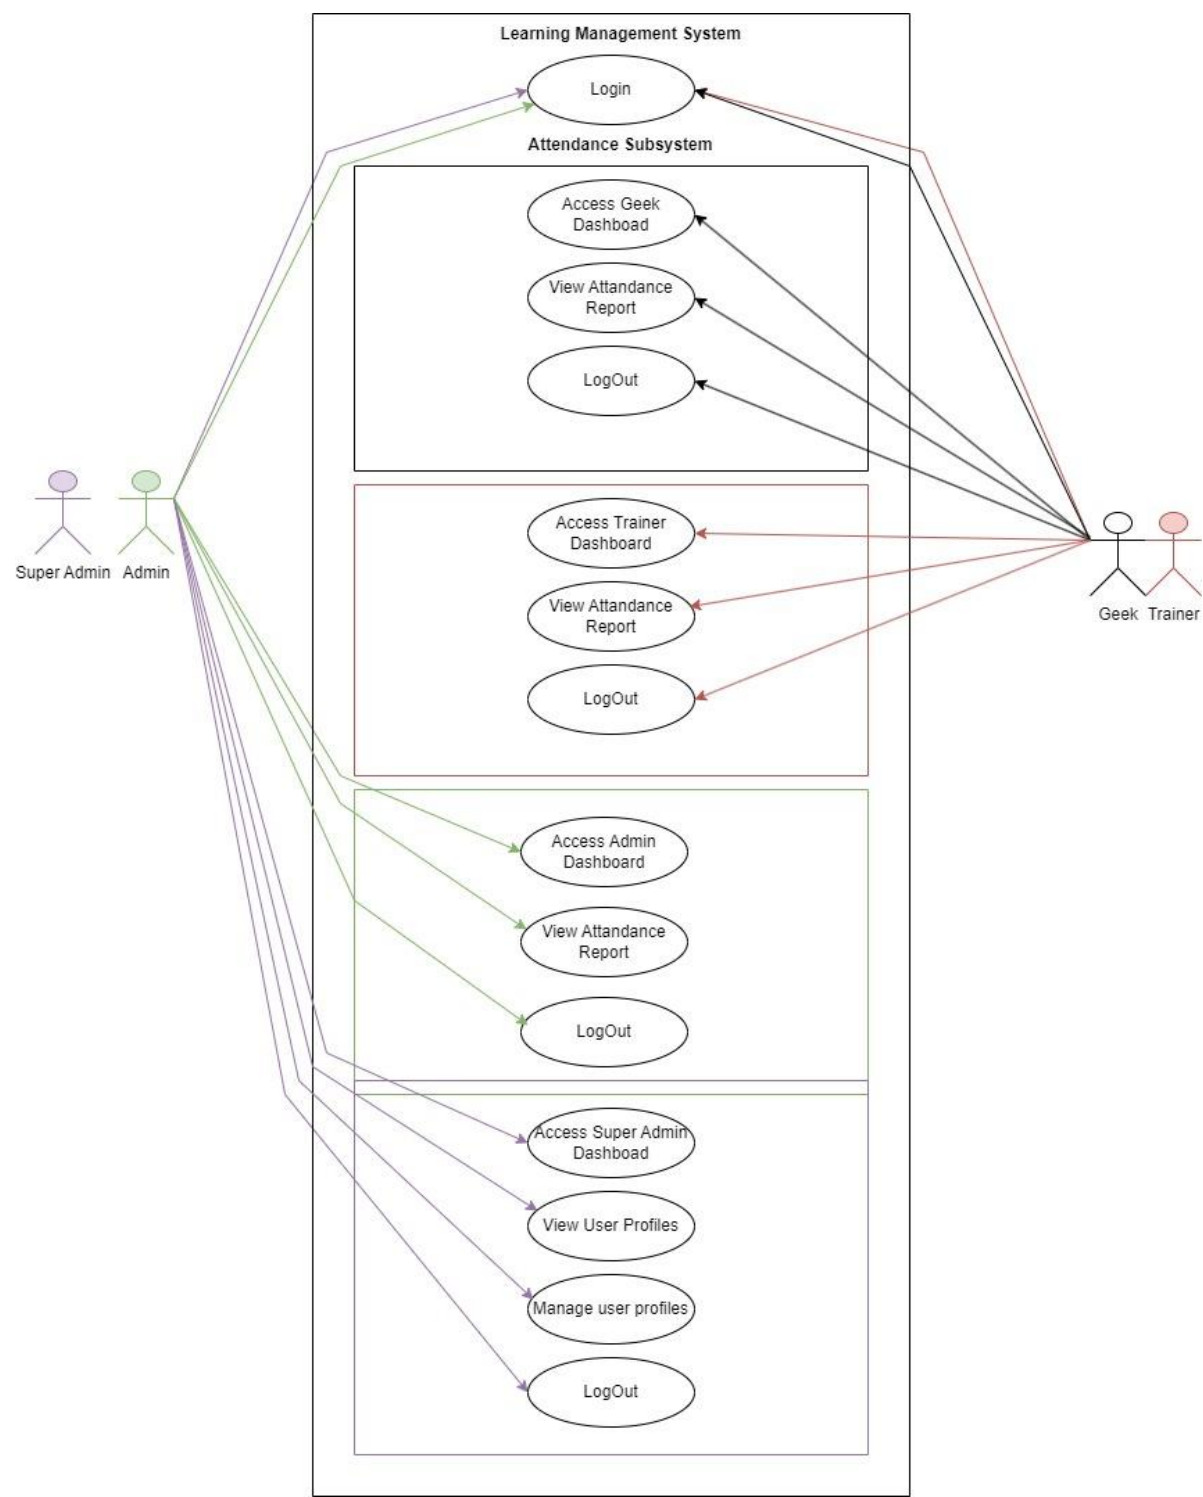 Learning Management System
Login
Attendance Subsystem
Access Geek
Dashboad
View Attandance
Report
LogOut
Super Admin
Admin
Access Trainer
Dashboard
View Attandance
Report
LogOut
Geek
Trainer
Access Admin
Dashboard
View Attandance
Report
LogOut
Access Super Admin
Dashboad
View User Profiles
Manage user profiles
LogOut